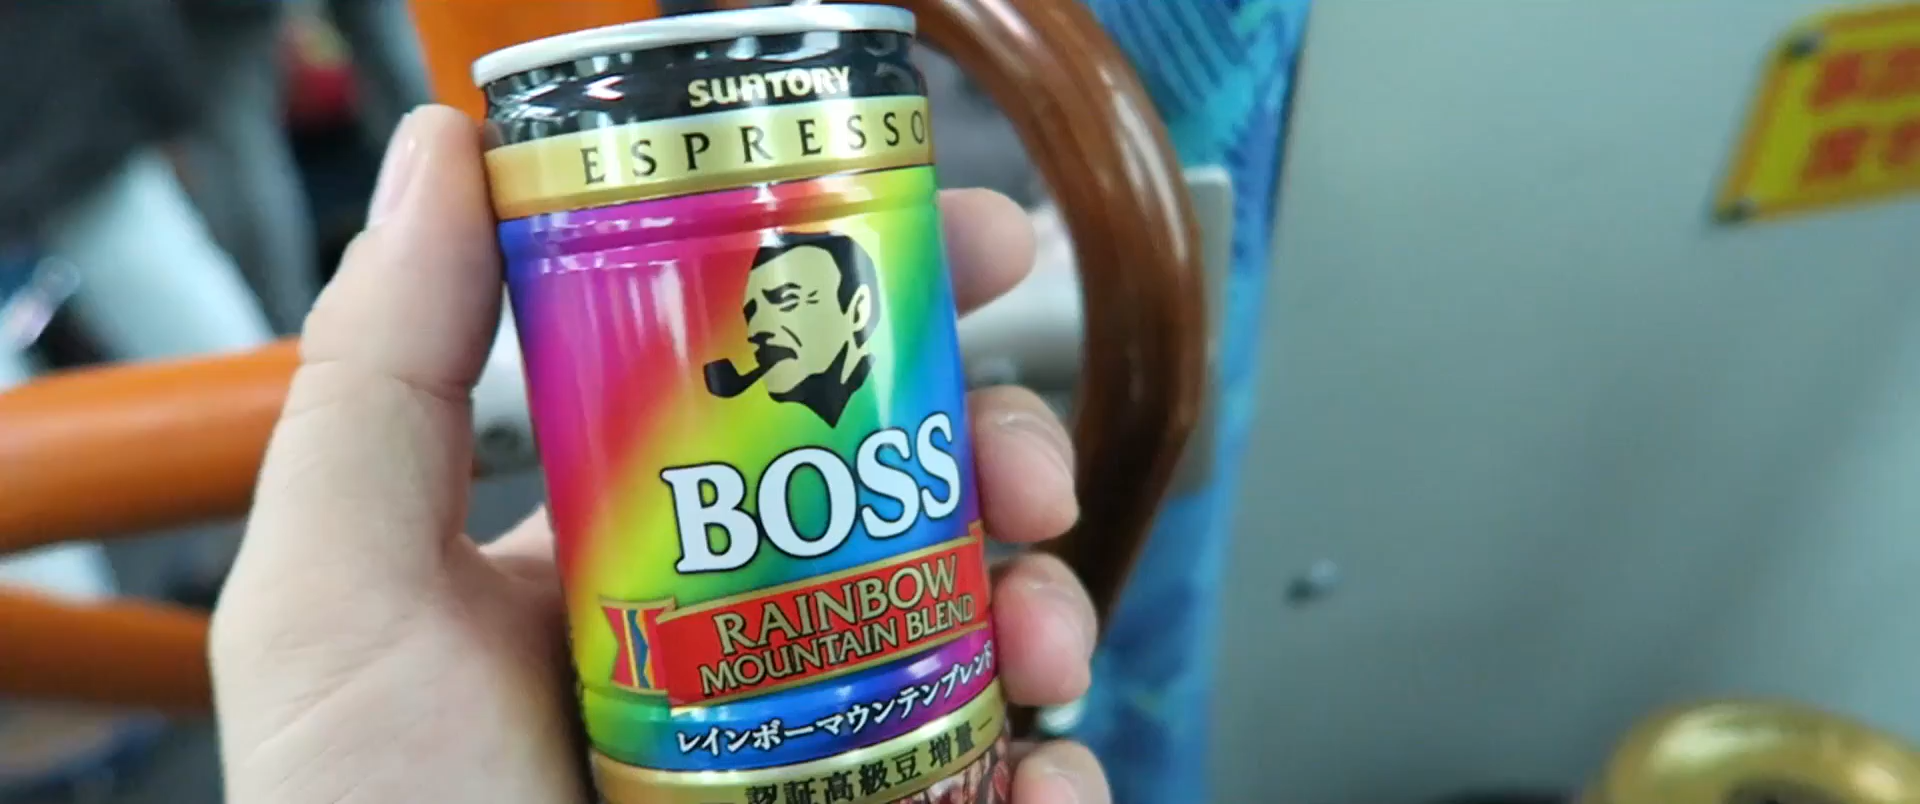 SUNTORY
ESPRESSO
BOSS
RAINBOW
MOUNTAIN BLEND
レインボーマウンテンブレンド
認証高級豆 増量